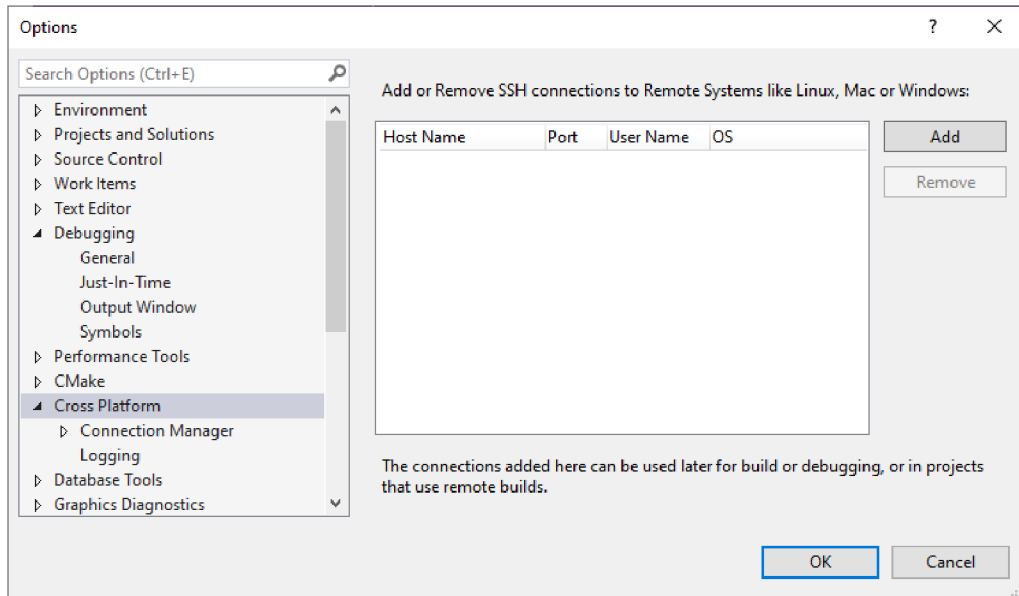 Options
?
Search Options (Ctrl+E)
Environment
Projects and Solutions
Source Control
Work Items
Text Editor
Debugging
General
Just-In-Time
Output Window
Symbols
Performance Tools
CMake
Cross Platform
Connection Manager
Logging
Database Tools
Graphics Diagnostics
Add or Remove SSH connections to Remote Systems like Linux, Mac or Windows:
Host Name Port User Name OS
Add
Remove
The connections added here can be used later for build or debugging, or in projects
that use remote builds.
OK Cancel